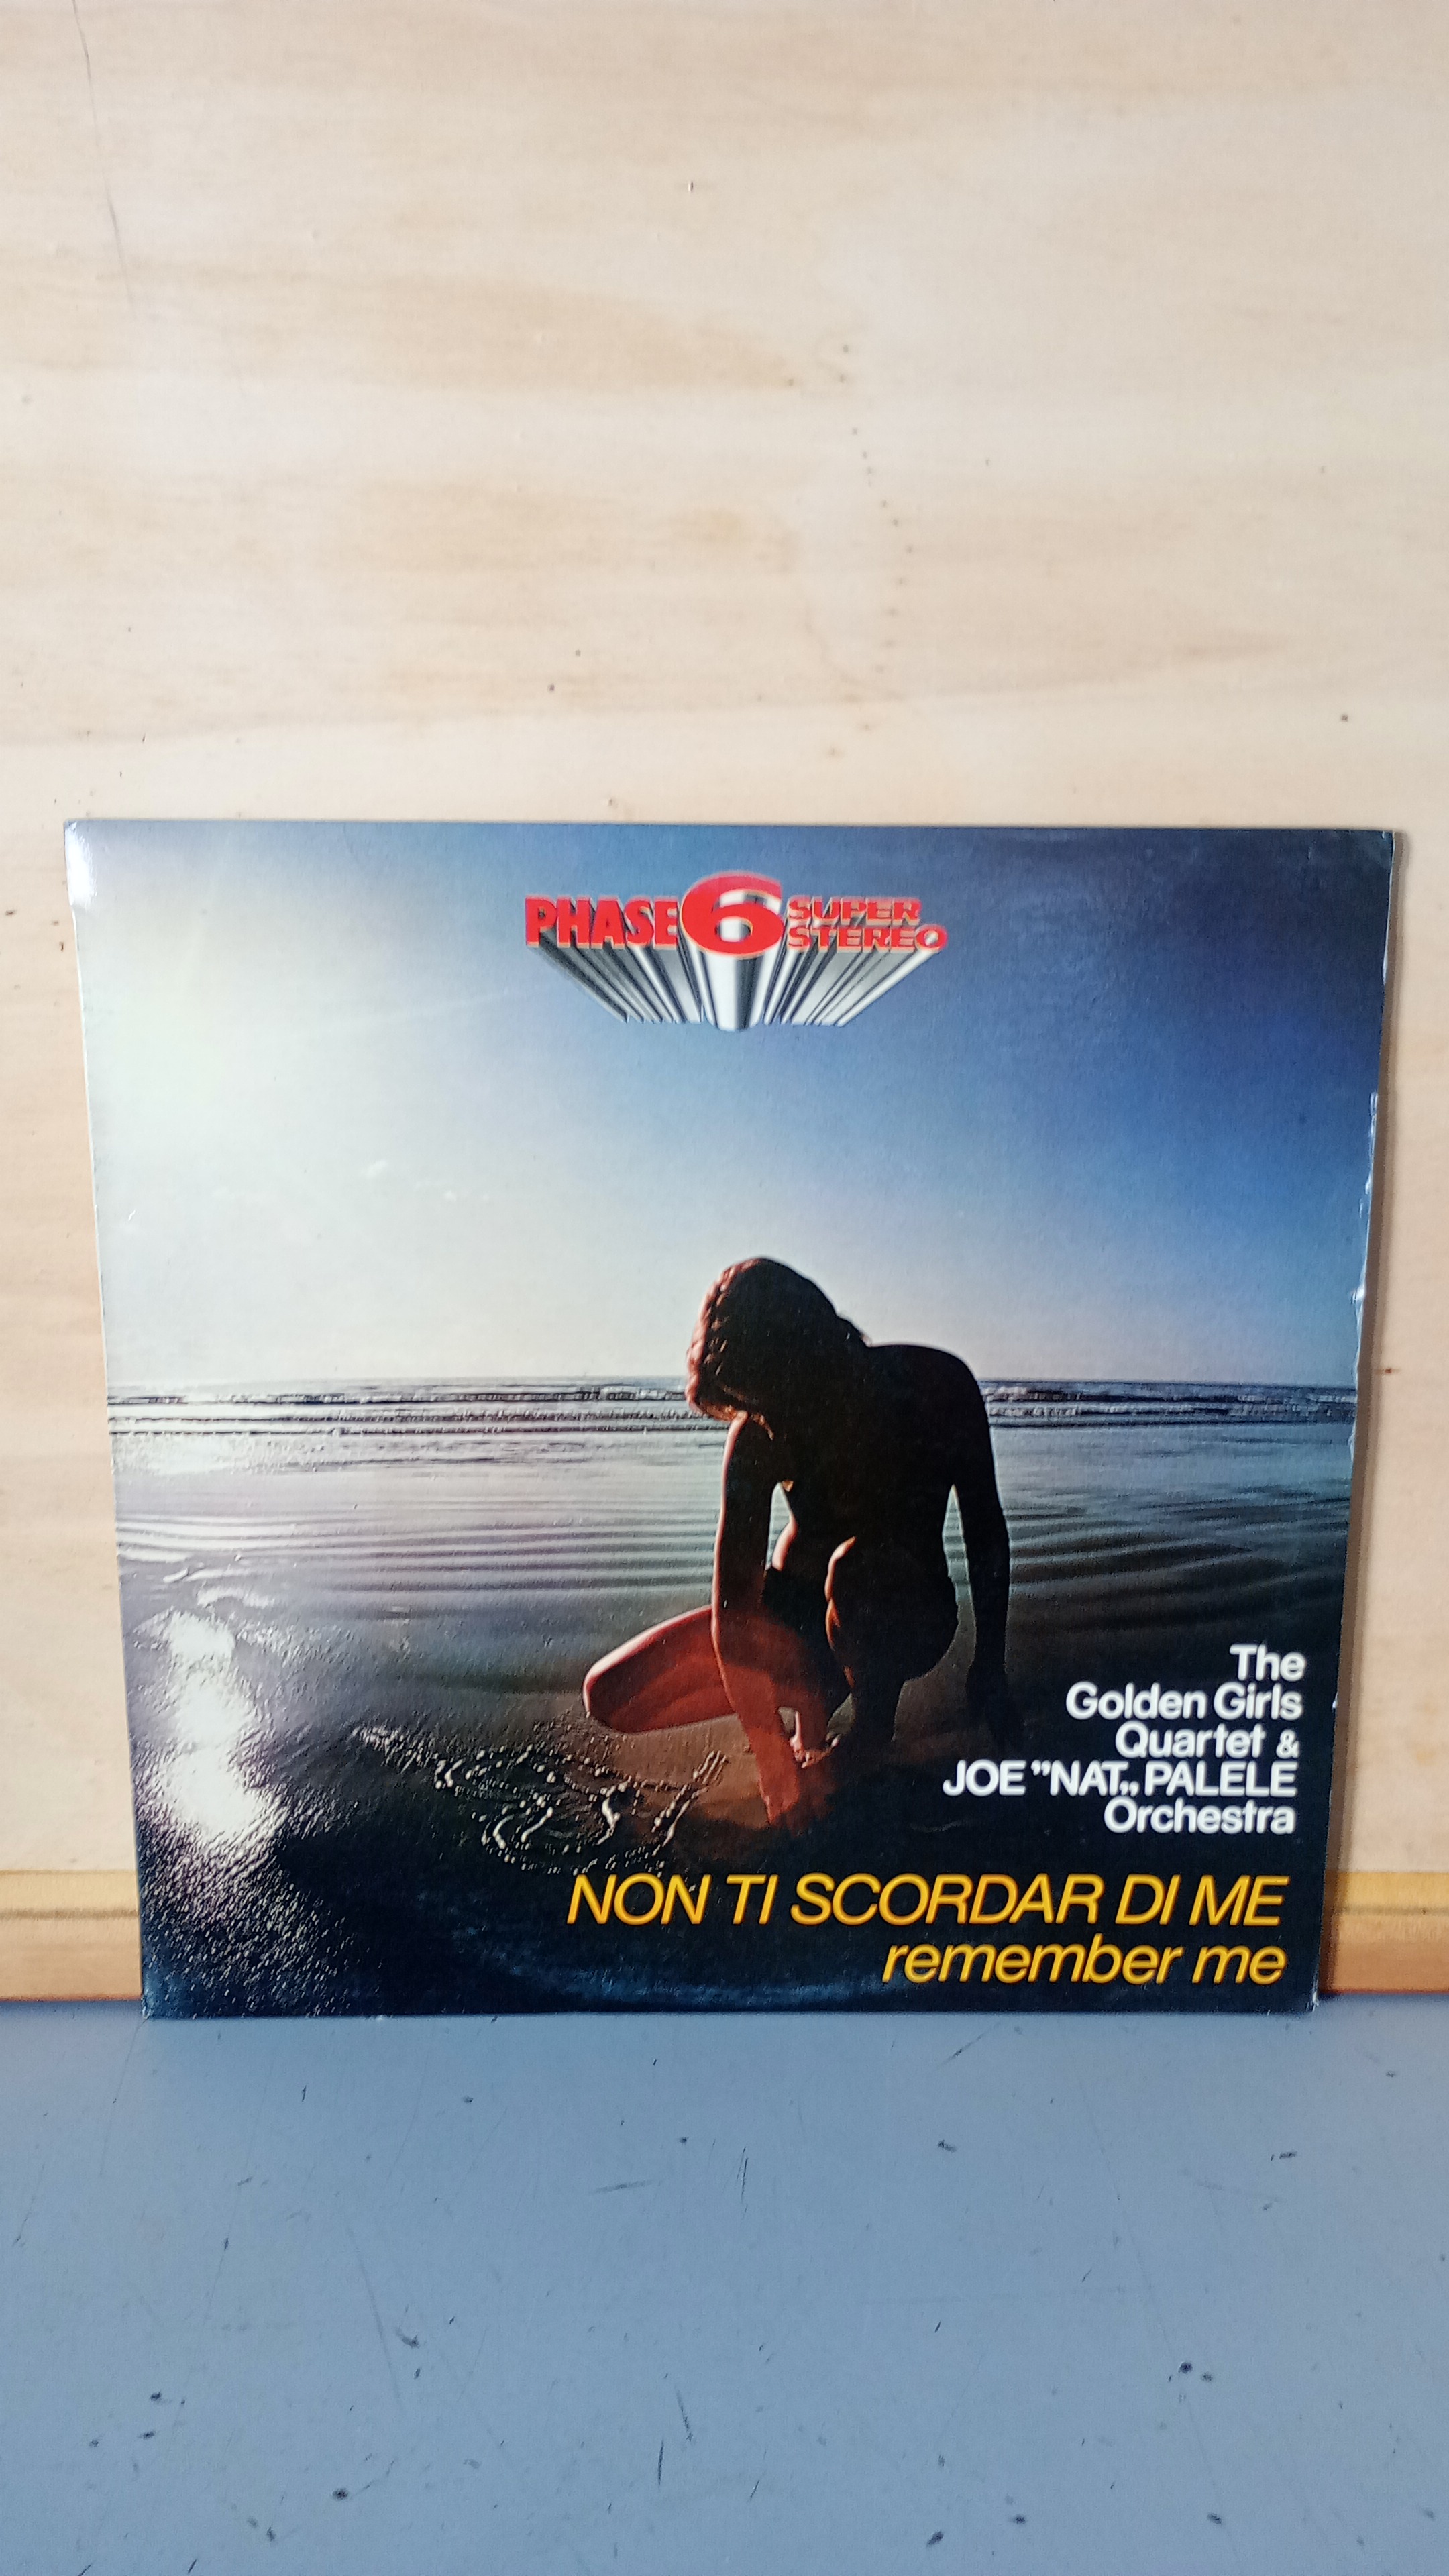 PHASE 6 SUPER
STEREO
The
Golden Girls
Quartet &
JOE "NAT„ PALELE
Orchestra
NON TI SCORDAR DI ME
remember me